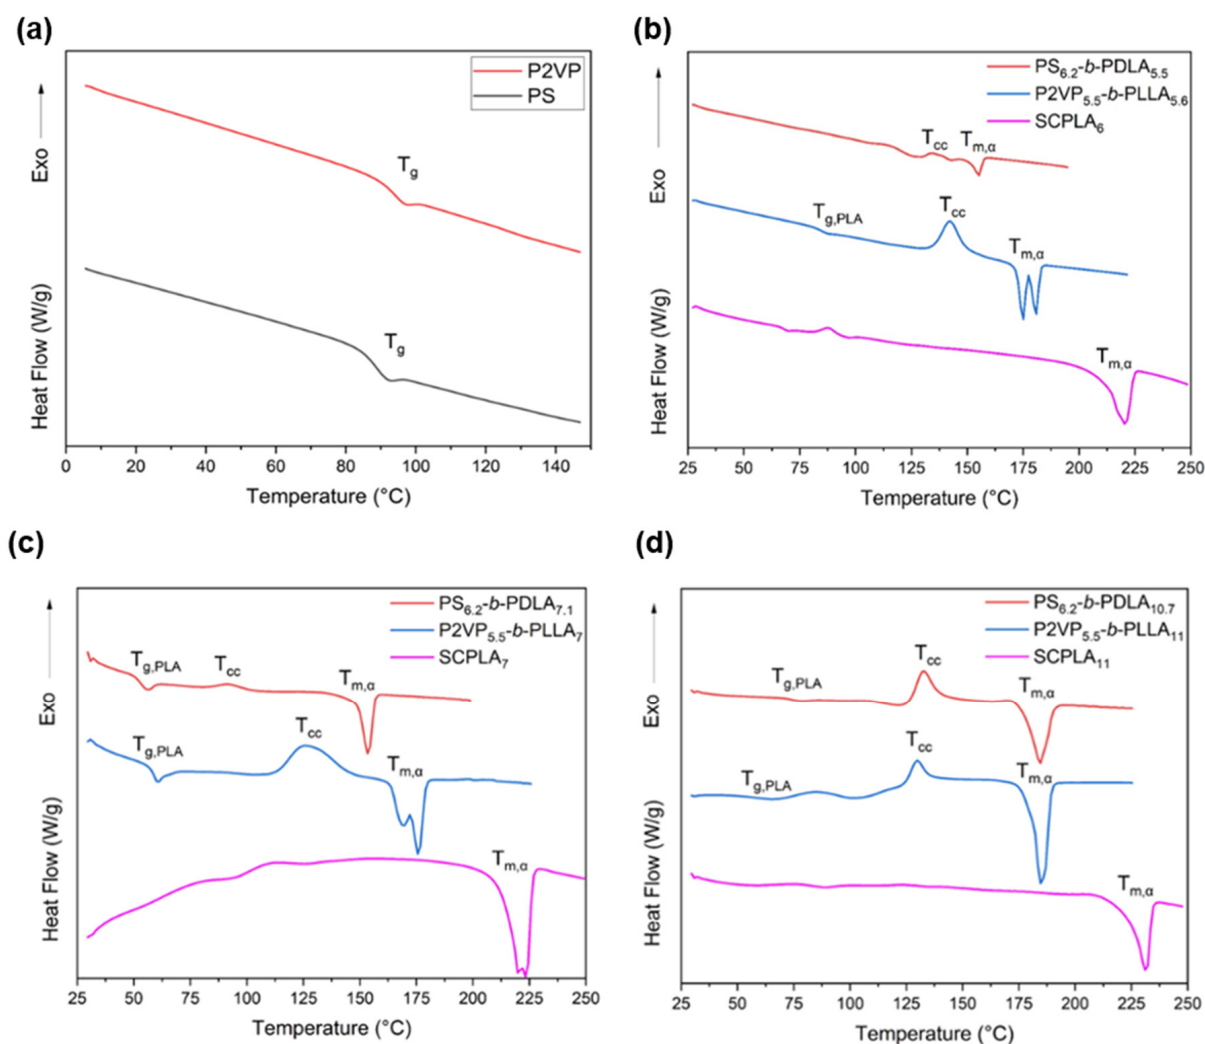 (a)
P2VP
PS
Exo
Heat Flow (W/g)
T_g
T_g
0 20 40 60 80 100 120 140
Temperature (°C)
(b)
PS6.2-b-PDLA5.5
P2VP5.5-b-PLLA5.6
SCPLA6
Exo
Heat Flow (W/g)
Tcc Tm,α
Tg,PLA Tcc
Tm,α
Tm,α
25 50 75 100 125 150 175 200 225 250
Temperature (°C)
(c)
PS6.2-b-PDLA7.1
P2VP5.5-b-PLLA7
SCPLA7
Exo
Heat Flow (W/g)
Tg,PLA Tcc
Tm,α
Tg,PLA Tcc
Tm,α
Tm,α
25 50 75 100 125 150 175 200 225 250
Temperature (°C)
(d)
PS6.2-b-PDLA10.7
P2VP5.5-b-PLLA11
SCPLA11
Exo
Heat Flow (W/g)
Tcc
Tg,PLA
Tm,α
Tcc
Tg,PLA
Tm,α
Tm,α
25 50 75 100 125 150 175 200 225 250
Temperature (°C)